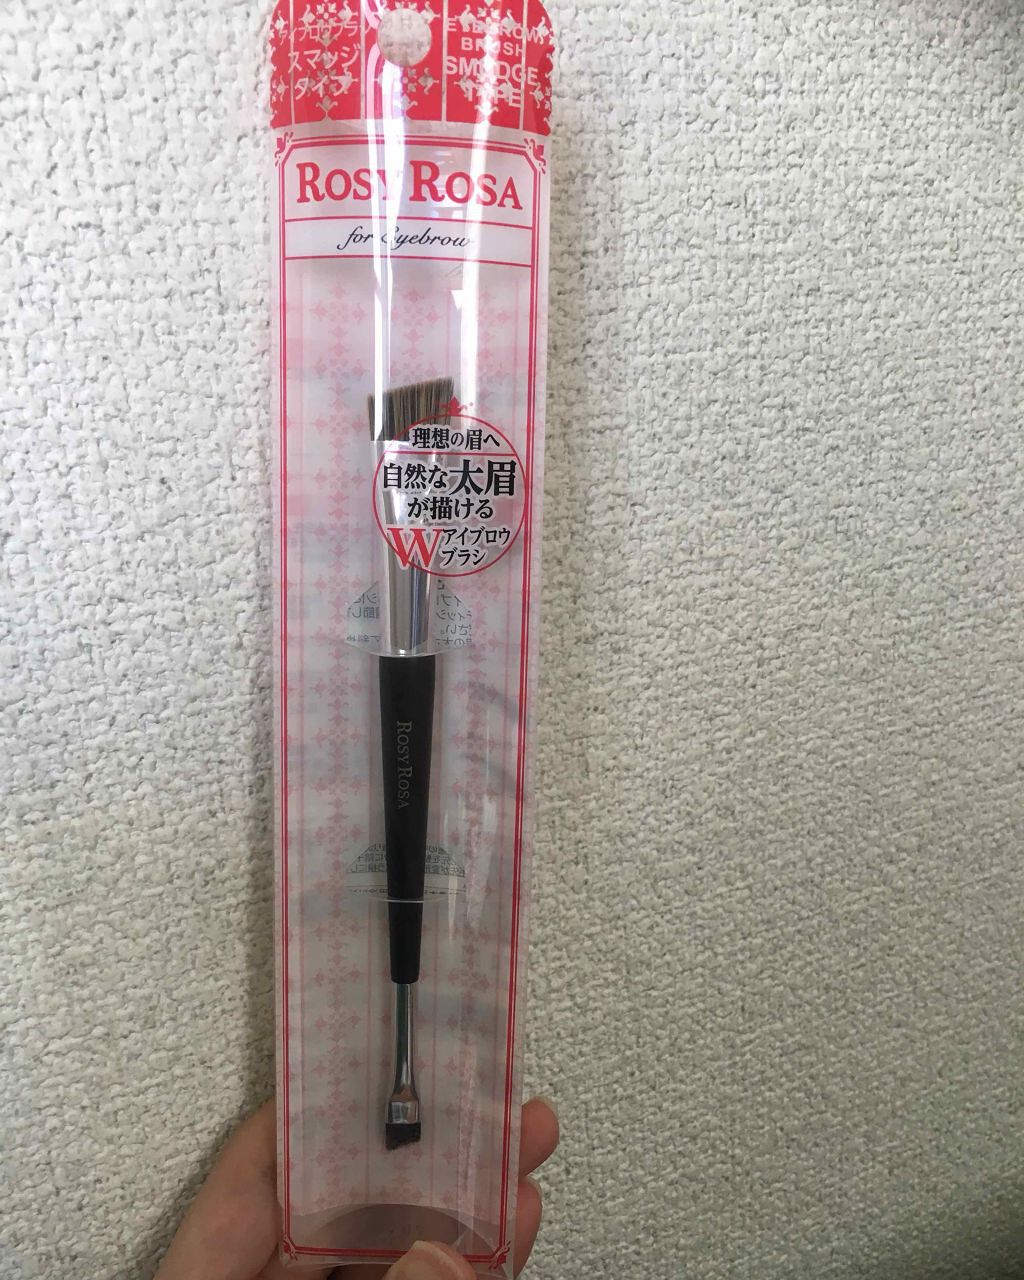 アイブロウブラシ
スマッジ
タイプ
EYEBROW
BRUSH
SMUDGE
TYPE
ROSY ROSA
for Eyebrow
理想の眉へ
自然な太眉
が描ける
Wアイブロウ
ブラシ
ROSY ROSA